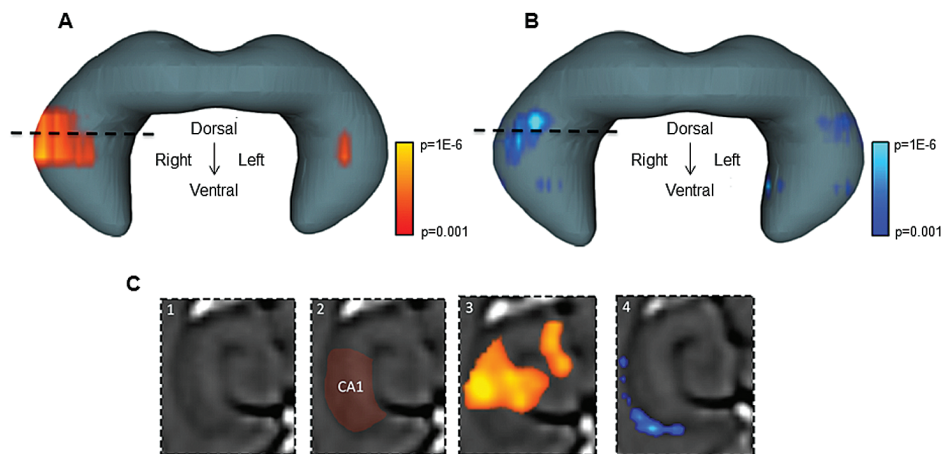 A
B
Dorsal
Right Left
Ventral
p=1E-6
p=0.001
Dorsal
Right Left
Ventral
p=1E-6
p=0.001
C
1
2
CA1
3
4